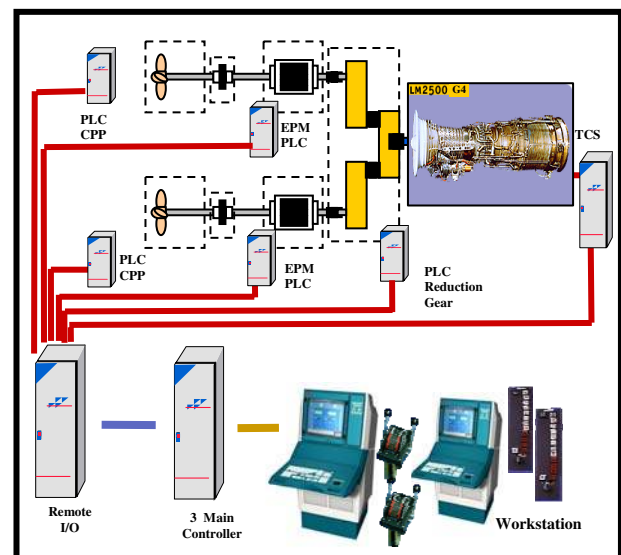 LM2500 G4
TCS
PLC
CPP
EPM
PLC
PLC
CPP
EPM
PLC
PLC
Reduction
Gear
Remote
I/O
3 Main
Controller
Workstation